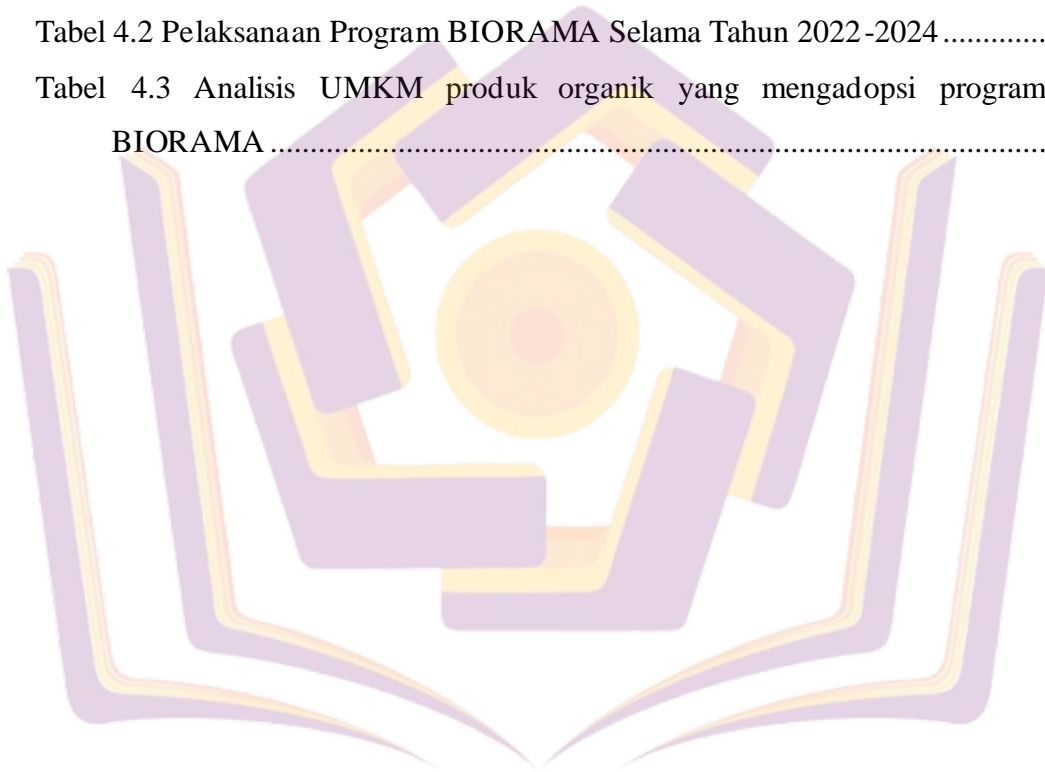 Tabel 4.2 Pelaksanaan Program BIORAMA Selama Tahun 2022-2024.............
Tabel 4.3 Analisis UMKM produk organik yang mengadopsi program
BIORAMA ..................................................................................................